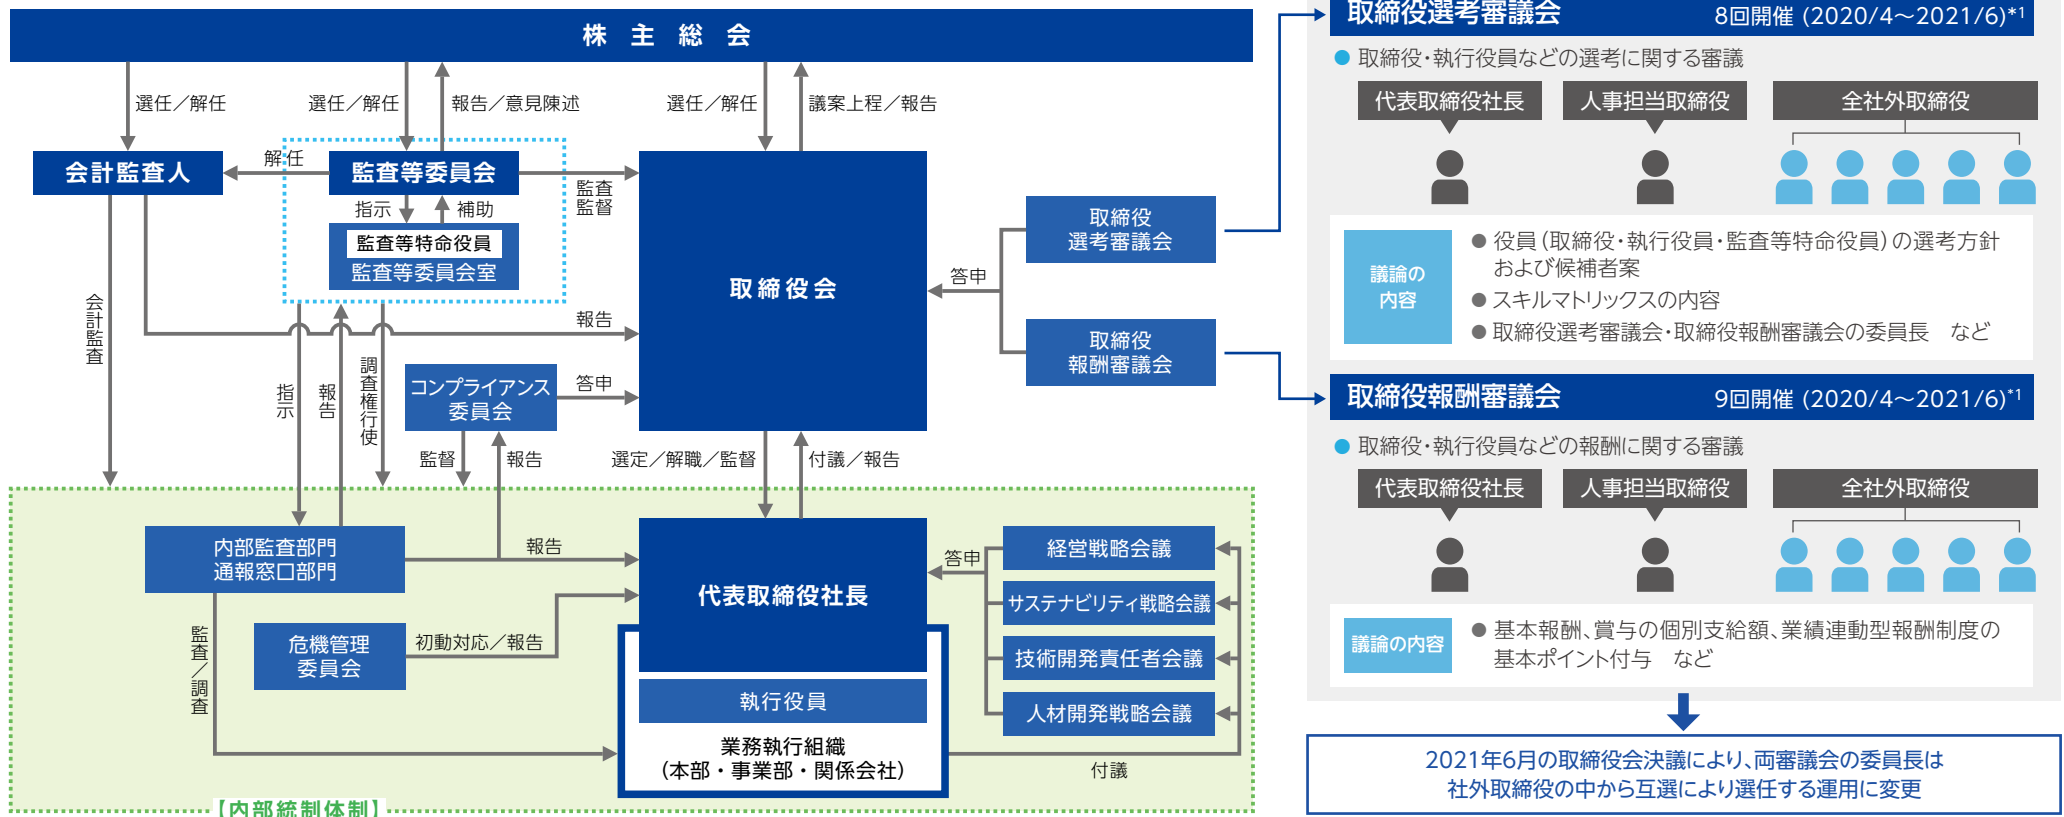 株主総会
選任／解任
選任／解任
報告／意見陳述
選任／解任
議案上程／報告
会計監査人
解任
監査等委員会
監査
監督
指示
補助
監査等特命役員
監査等委員会室
取締役会
取締役
選考審議会
答申
取締役
報酬審議会
会計監査
報告
指示
報告
調査権行使
コンプライアンス
委員会
答申
監督
報告
選定／解職／監督
付議／報告
内部監査部門
通報窓口部門
報告
代表取締役社長
答申
経営戦略会議
サステナビリティ戦略会議
技術開発責任者会議
人材開発戦略会議
監査／調査
危機管理
委員会
初動対応／報告
執行役員
業務執行組織
（本部・事業部・関係会社）
付議
【内部統制体制】
取締役選考審議会 8回開催 (2020/4～2021/6)*1
● 取締役・執行役員などの選考に関する審議
代表取締役社長 人事担当取締役 全社外取締役
議論の
内容
● 役員（取締役・執行役員・監査等特命役員）の選考方針
および候補者案
● スキルマトリックスの内容
● 取締役選考審議会・取締役報酬審議会の委員長　など
取締役報酬審議会 9回開催 (2020/4～2021/6)*1
● 取締役・執行役員などの報酬に関する審議
代表取締役社長 人事担当取締役 全社外取締役
議論の内容
● 基本報酬、賞与の個別支給額、業績連動型報酬制度の
基本ポイント付与　など
2021年6月の取締役会決議により、両審議会の委員長は
社外取締役の中から互選により選任する運用に変更